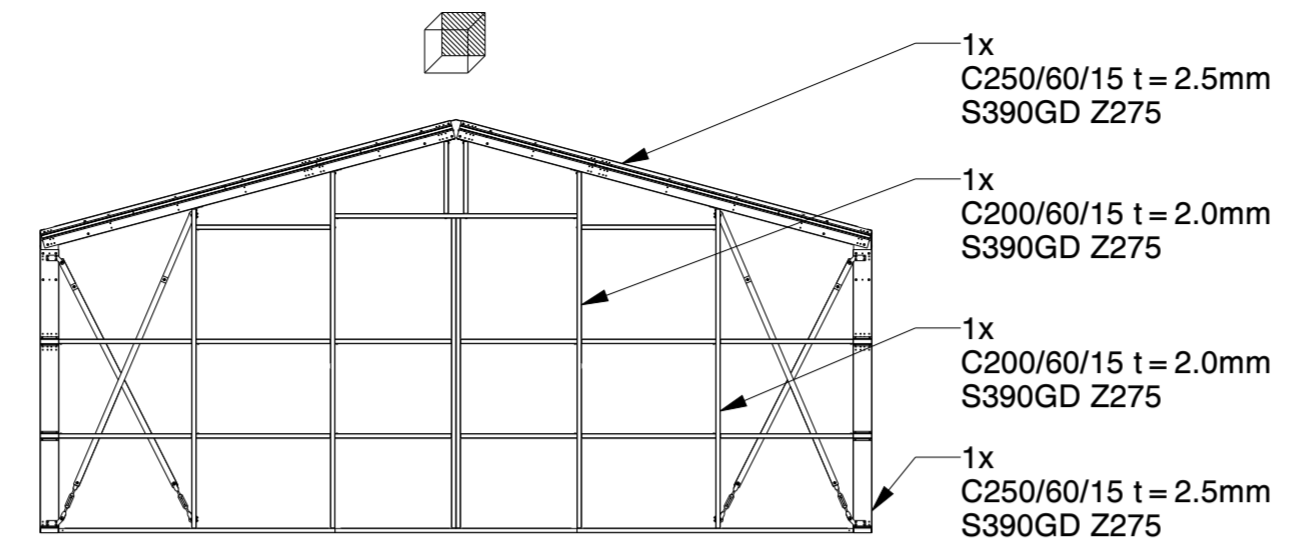 1x
C250/60/15 t = 2.5mm
S390GD Z275
1x
C200/60/15 t = 2.0mm
S390GD Z275
1x
C200/60/15 t = 2.0mm
S390GD Z275
1x
C250/60/15 t = 2.5mm
S390GD Z275